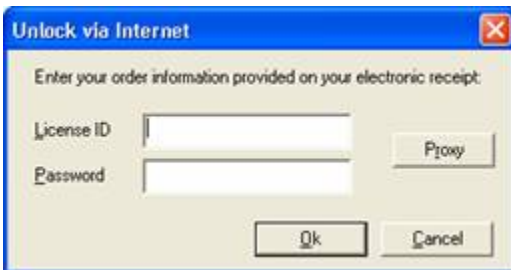 Unlock via Internet
Enter your order information provided on your electronic receipt:
License ID
Proxy
Password
Ok
Cancel